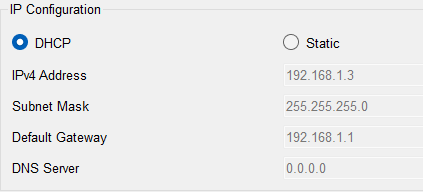 IP Configuration
DHCP Static
IPv4 Address 192.168.1.3
Subnet Mask 255.255.255.0
Default Gateway 192.168.1.1
DNS Server 0.0.0.0